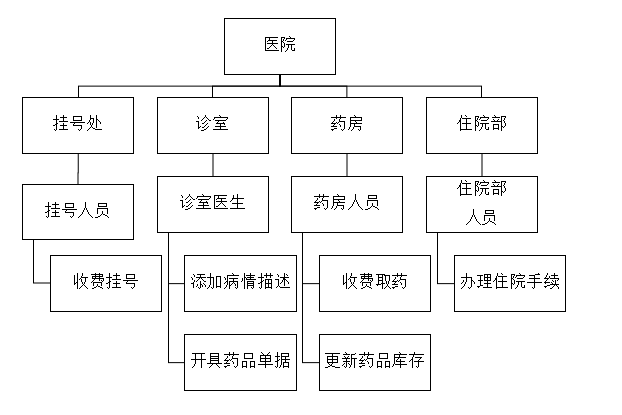 医院
挂号处
诊室
药房
住院部
挂号人员
诊室医生
药房人员
住院部
人员
收费挂号
添加病情描述
收费取药
办理住院手续
开具药品单据
更新药品库存